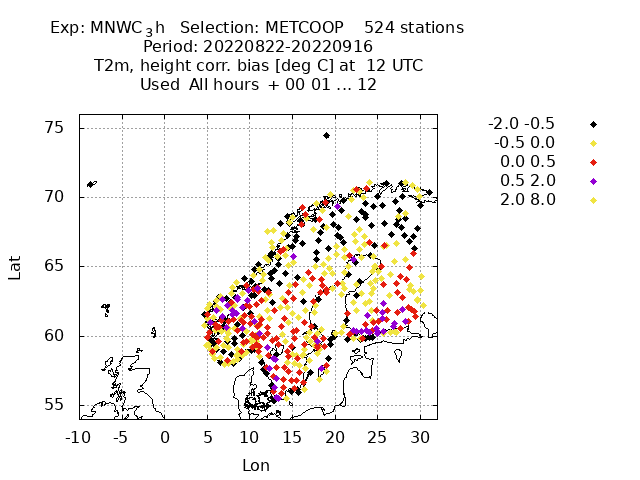 Exp: MNWC3h   Selection: METCOOP    524 stations
Period: 20220822-20220916
T2m, height corr. bias [deg C] at  12 UTC
Used  All hours  + 00 01 ... 12
-2.0 -0.5
-0.5 0.0
0.0 0.5
0.5 2.0
2.0 8.0
75
70
65
60
55
Lat
-10 -5 0 5 10 15 20 25 30
Lon